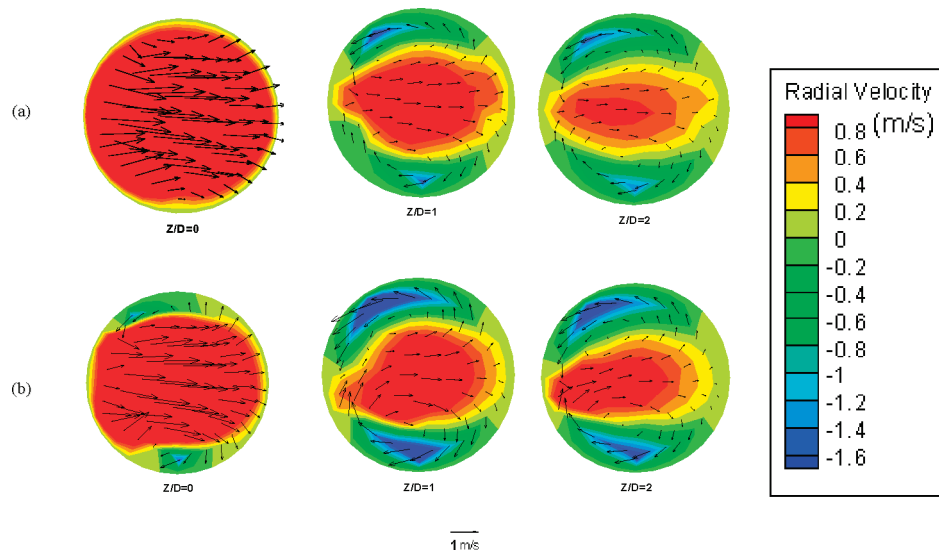 (a)
Z/D=0
Z/D=1
Z/D=2
(b)
Z/D=0
Z/D=1
Z/D=2
1 m/s
Radial Velocity
(m/s)
0.8
0.6
0.4
0.2
0
-0.2
-0.4
-0.6
-0.8
-1
-1.2
-1.4
-1.6